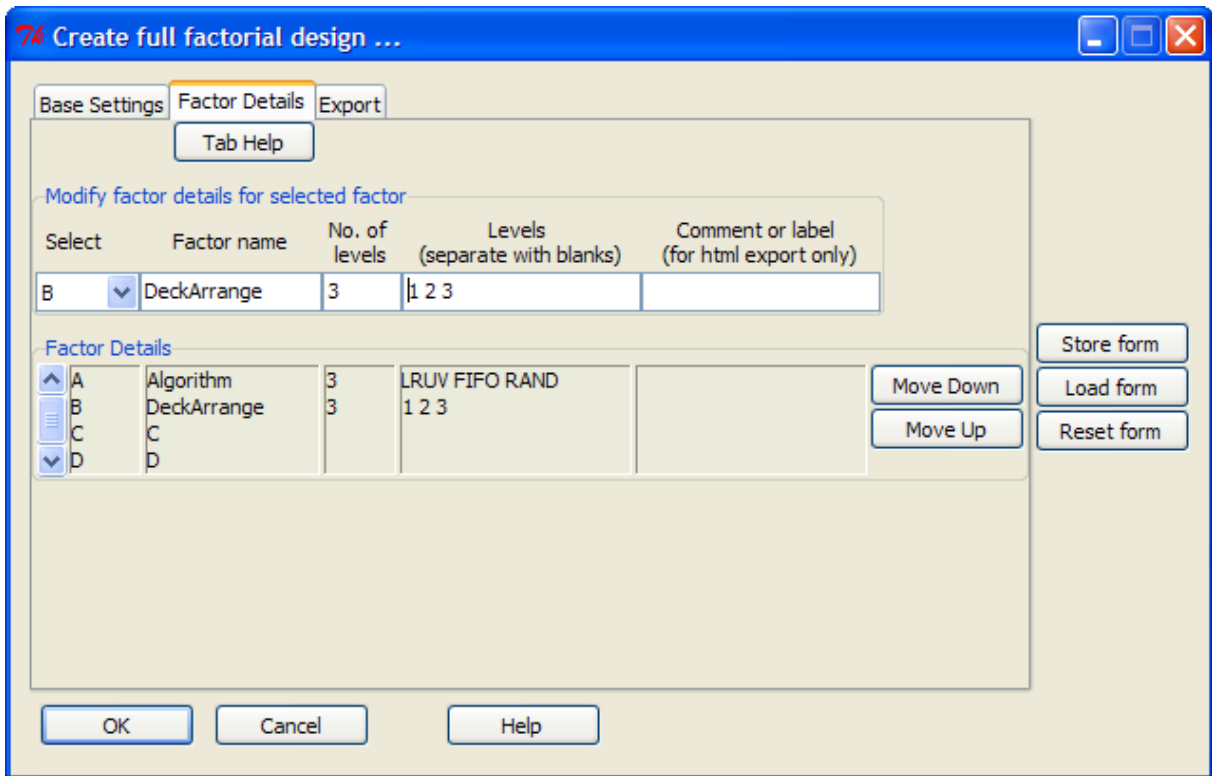 Create full factorial design ...
Base Settings Factor Details Export
Tab Help
Modify factor details for selected factor
Select Factor name No. of levels Levels (separate with blanks) Comment or label (for html export only)
B DeckArrange 3 1 2 3
Factor Details
A Algorithm 3 LRUV FIFO RAND
B DeckArrange 3 1 2 3
C C
D D
Move Down
Move Up
Store form
Load form
Reset form
OK Cancel Help